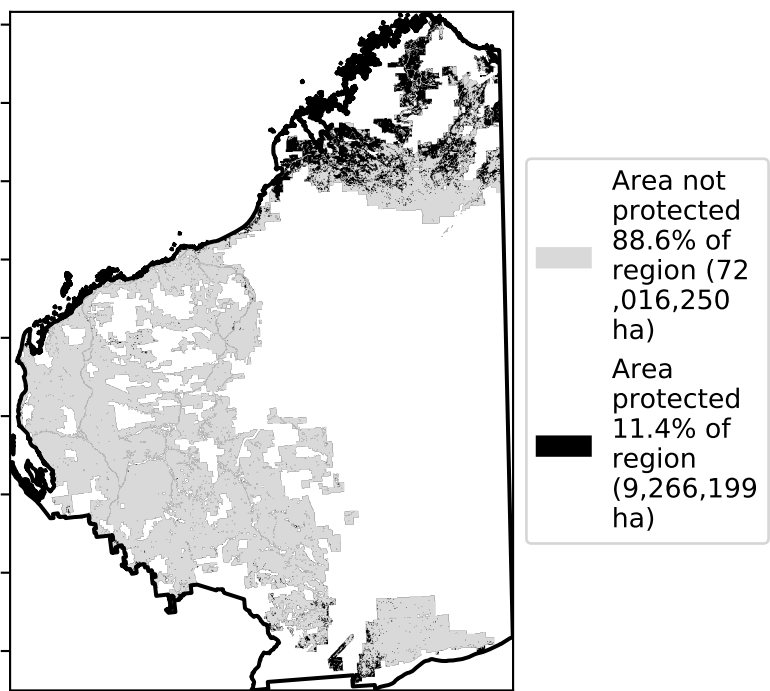 Area not
protected
88.6% of
region (72
,016,250
ha)
Area
protected
11.4% of
region
(9,266,199
ha)